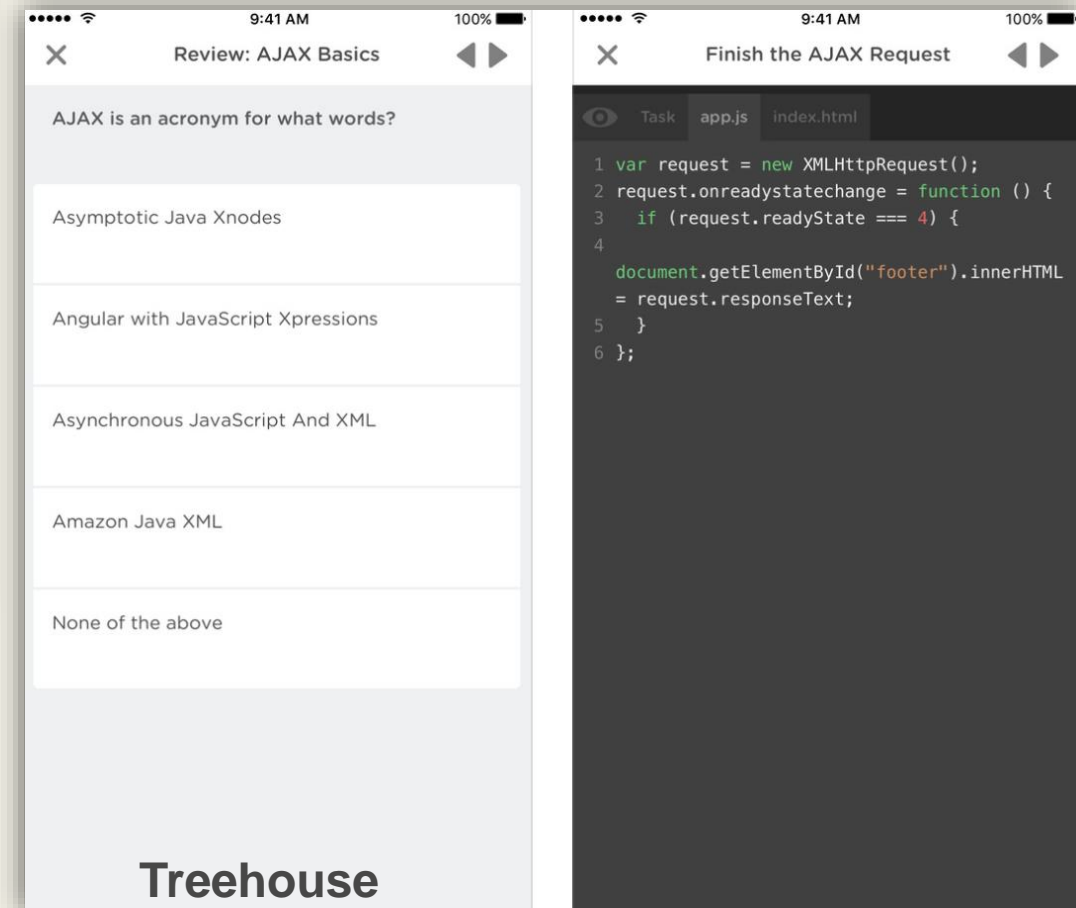 9:41 AM
100%
Review: AJAX Basics
AJAX is an acronym for what words?
Asymptotic Java Xnodes
Angular with JavaScript Xpressions
Asynchronous JavaScript And XML
Amazon Java XML
None of the above
Treehouse
9:41 AM
100%
Finish the AJAX Request
Task app.js index.html
1 var request = new XMLHttpRequest();
2 request.onreadystatechange = function () {
3 if (request.readyState === 4) {
4
document.getElementById("footer").innerHTML
= request.responseText;
5 }
6 };